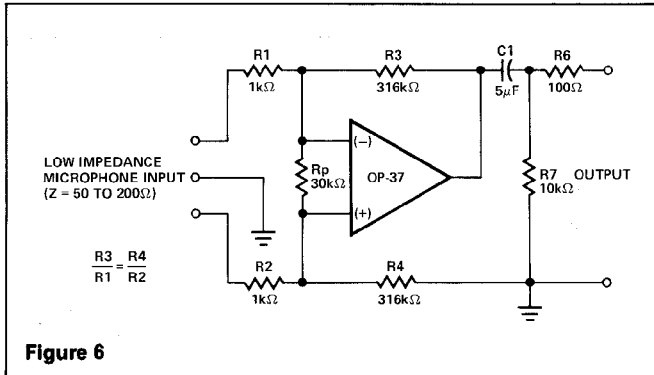 R1
1kΩ
R3
316kΩ
C1
5μF
R6
100Ω
LOW IMPEDANCE
MICROPHONE INPUT
(Z = 50 TO 200Ω)
Rp
30kΩ
(−)
OP-37
(+)
R7
10kΩ
OUTPUT
R3/R1 = R4/R2
R2
1kΩ
R4
316kΩ
Figure 6